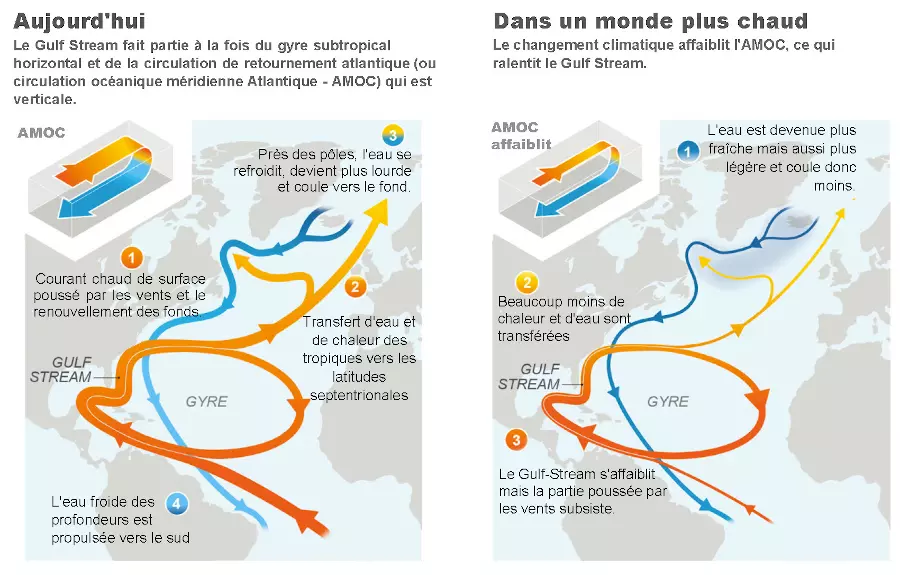 Aujourd'hui
Le Gulf Stream fait partie à la fois du gyre subtropical
horizontal et de la circulation de retournement atlantique (ou
circulation océanique méridienne Atlantique - AMOC) qui est
verticale.
AMOC
3
Près des pôles, l'eau se
refroidit, devient plus lourde
et coule vers le fond.
1
Courant chaud de surface
poussé par les vents et le
renouvellement des fonds.
2
Transfert d'eau et
de chaleur des
tropiques vers les
latitudes
septentrionales
GULF
STREAM
GYRE
L'eau froide des
profondeurs est
propulsée vers le sud
4
Dans un monde plus chaud
Le changement climatique affaiblit l'AMOC, ce qui
ralentit le Gulf Stream.
AMOC
affaiblit
1
L'eau est devenue plus
fraîche mais aussi plus
légère et coule donc
moins.
2
Beaucoup moins de
chaleur et d'eau sont
transférées
GULF
STREAM
GYRE
3
Le Gulf-Stream s'affaiblit
mais la partie poussée par
les vents subsiste.